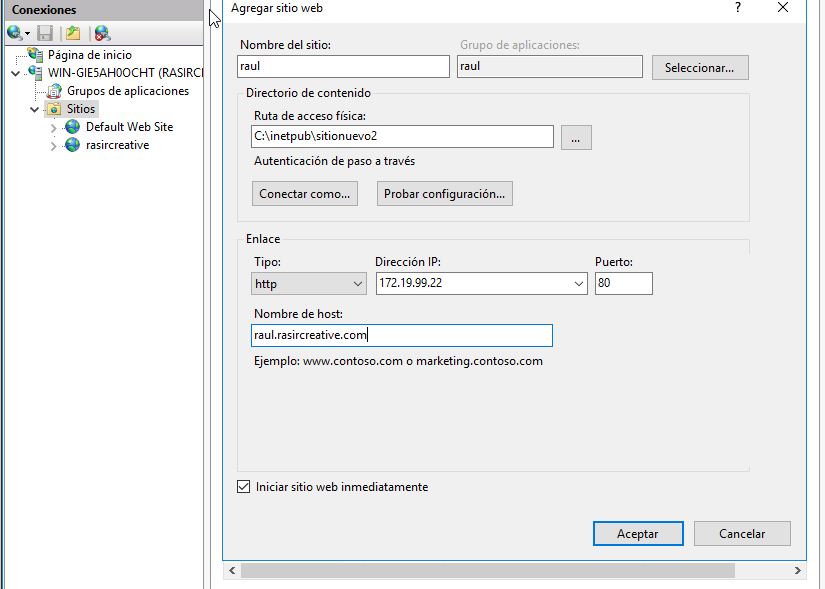 Conexiones
Página de inicio
WIN-GIE5AH0OCHT (RASIRCI
Grupos de aplicaciones
Sitios
Default Web Site
rasircreative
Agregar sitio web
?
Nombre del sitio:
Grupo de aplicaciones:
raul
raul
Seleccionar...
Directorio de contenido
Ruta de acceso física:
C:\inetpub\sitionuevo2
...
Autenticación de paso a través
Conectar como...
Probar configuración...
Enlace
Tipo:
Dirección IP:
Puerto:
http
172.19.99.22
80
Nombre de host:
raul.rasircreative.com
Ejemplo: www.contoso.com o marketing.contoso.com
Iniciar sitio web inmediatamente
Aceptar
Cancelar